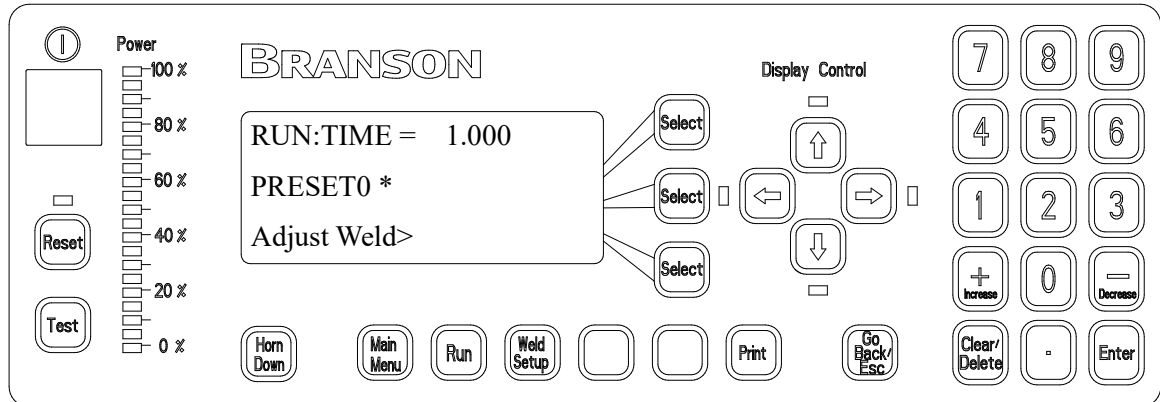 Power
100 %
80 %
60 %
40 %
20 %
0 %
Reset
Test
BRANSON
RUN:TIME = 1.000
PRESET0 *
Adjust Weld>
Select
Select
Select
Display Control
Horn Down
Main Menu
Run
Weld Setup
Print
Go Back/ Esc
7 8 9
4 5 6
1 2 3
+ Increase
0
- Decrease
Clear/ Delete
.
Enter